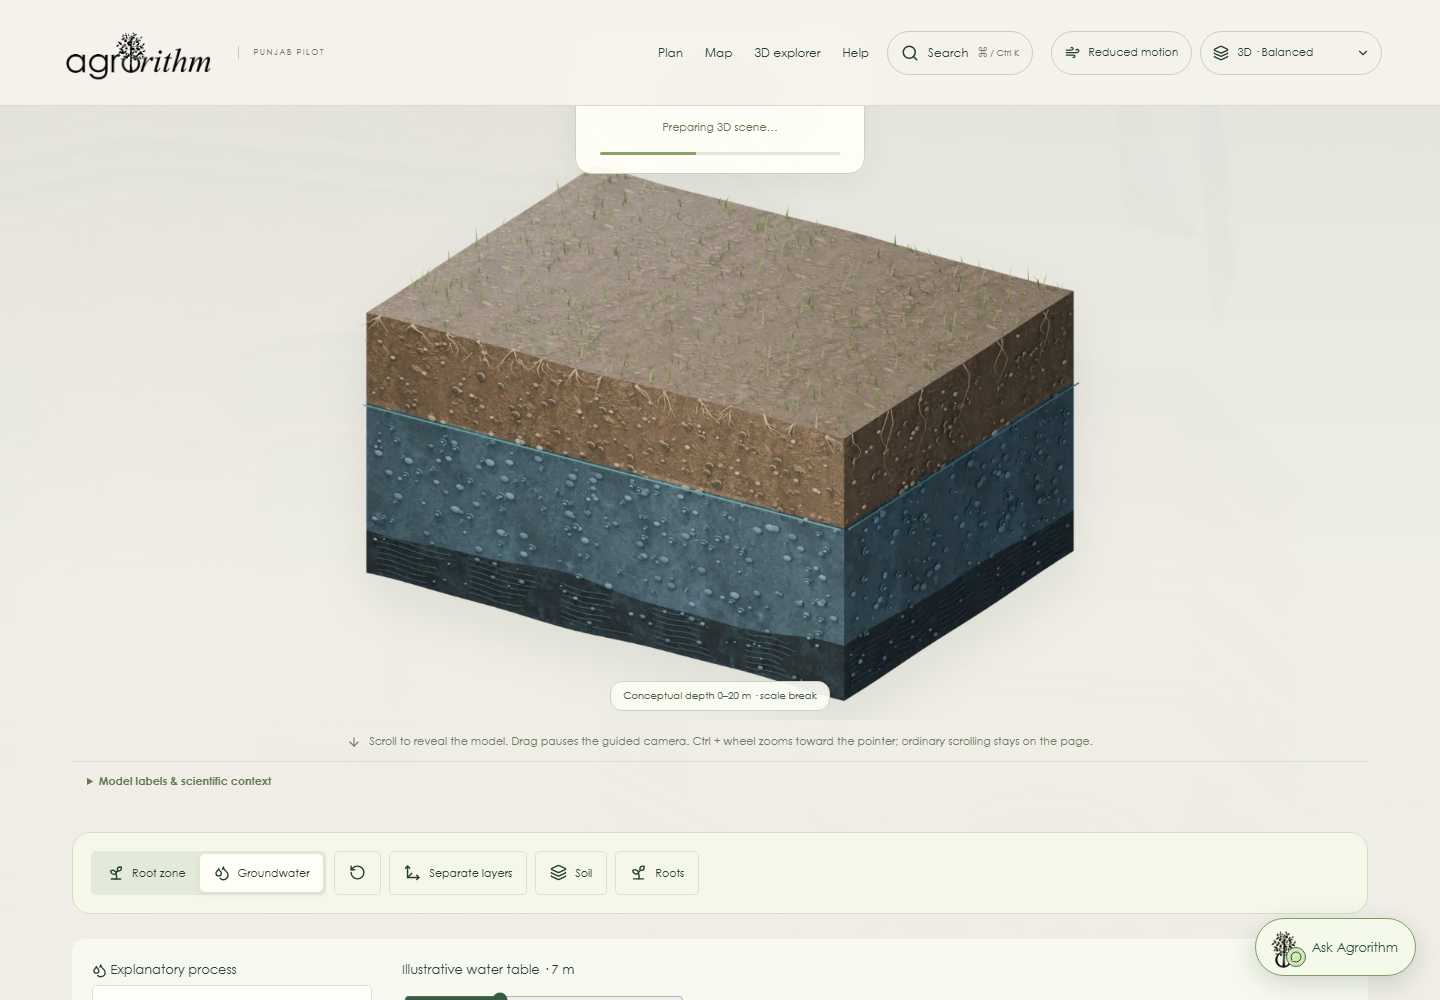 agrorithm
PUNJAB PILOT
Plan
Map
3D explorer
Help
Search ⌘ / Ctrl K
Reduced motion
3D · Balanced
Preparing 3D scene…
Conceptual depth 0–20 m · scale break
Scroll to reveal the model. Drag pauses the guided camera. Ctrl + wheel zooms toward the pointer; ordinary scrolling stays on the page.
Model labels & scientific context
Root zone
Groundwater
Separate layers
Soil
Roots
Explanatory process
Illustrative water table · 7 m
Ask Agrorithm